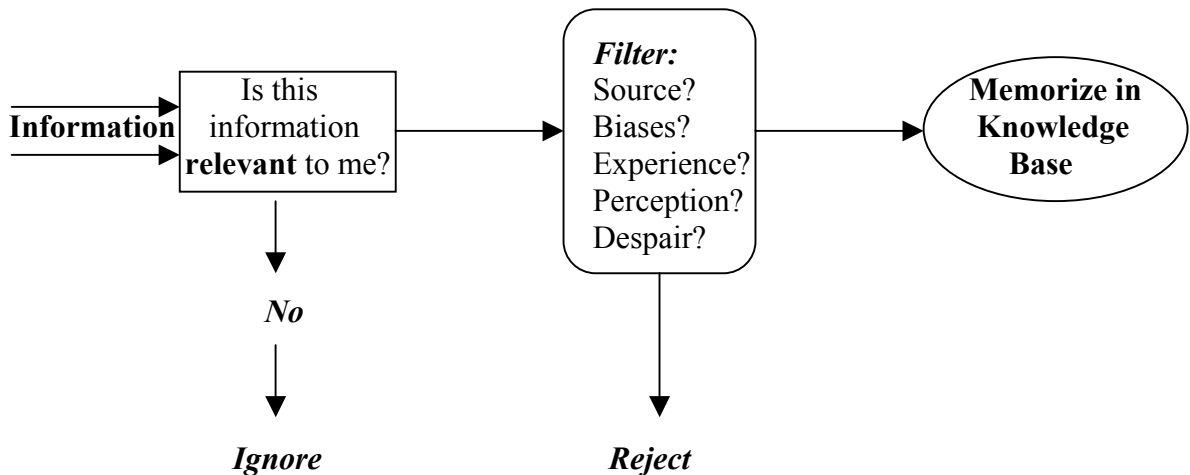 Information
Is this
information
relevant to me?
No
Ignore
Filter:
Source?
Biases?
Experience?
Perception?
Despair?
Reject
Memorize in
Knowledge
Base